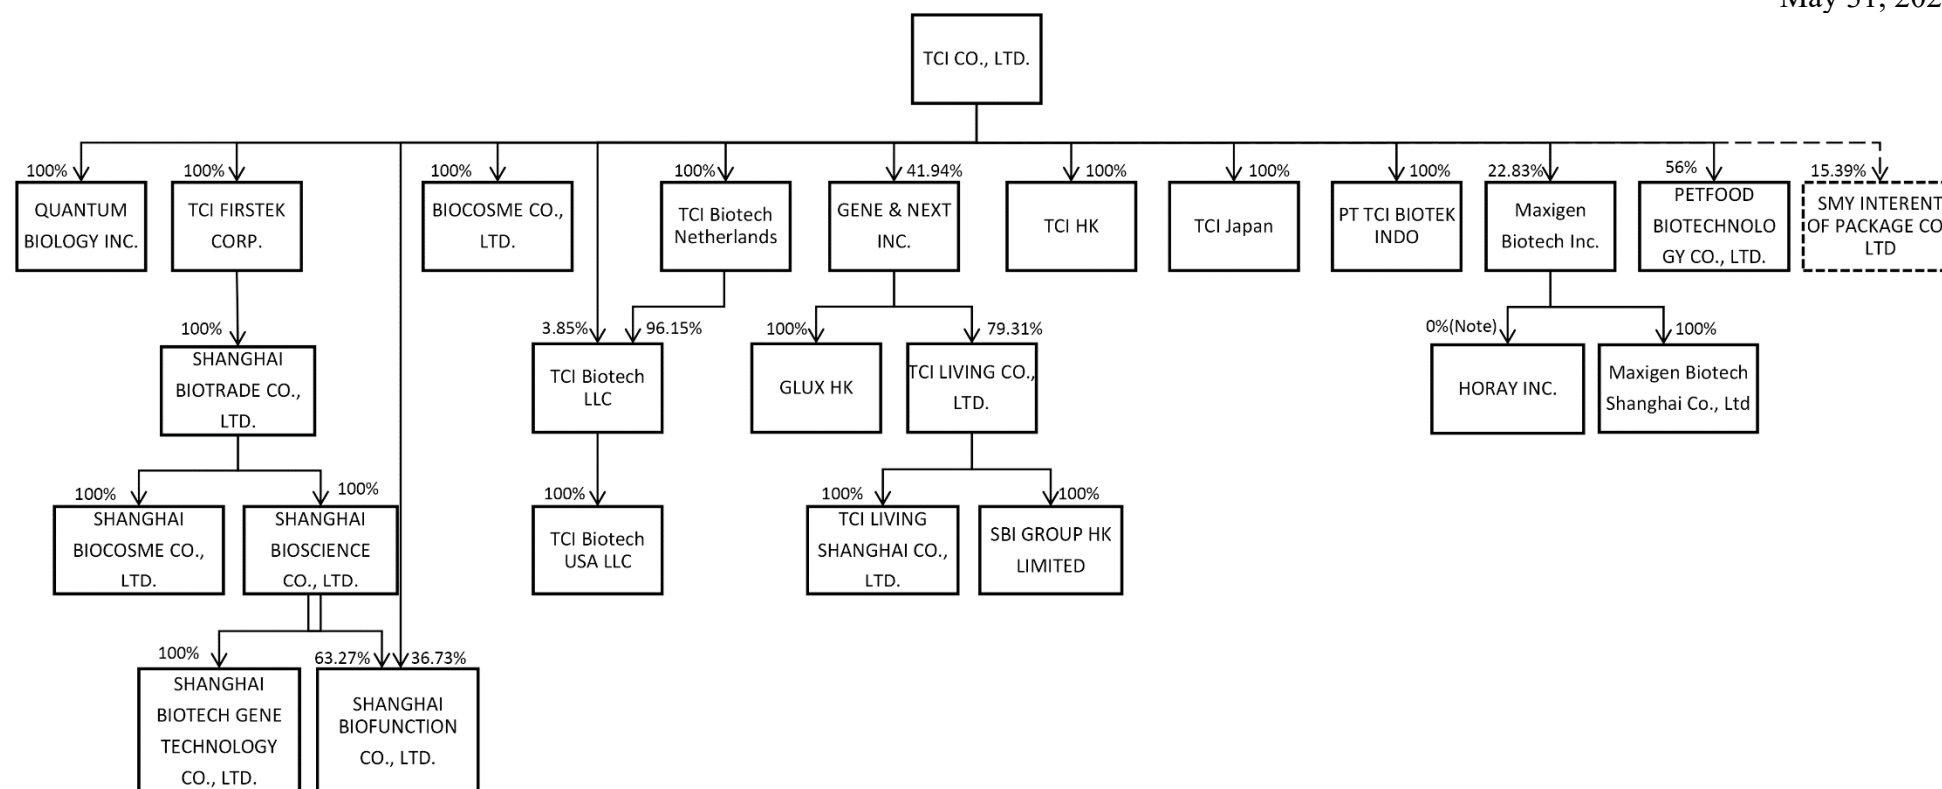 May 31, 202
TCI CO., LTD.
100%
100%
100%
100%
41.94%
100%
100%
100%
22.83%
56%
15.39%
QUANTUM
BIOLOGY INC.
TCI FIRSTEK
CORP.
BIOCOSME CO.,
LTD.
TCI Biotech
Netherlands
GENE & NEXT
INC.
TCI HK
TCI Japan
PT TCI BIOTEK
INDO
Maxigen
Biotech Inc.
PETFOOD
BIOTECHNOLO
GY CO., LTD.
SMY INTERENT
OF PACKAGE CO
LTD
100%
3.85%
96.15%
100%
79.31%
0%(Note)
100%
SHANGHAI
BIOTRADE CO.,
LTD.
TCI Biotech
LLC
GLUX HK
TCI LIVING CO.,
LTD.
HORAY INC.
Maxigen Biotech
Shanghai Co., Ltd
100%
100%
100%
100%
100%
SHANGHAI
BIOCOSME CO.,
LTD.
SHANGHAI
BIOSCIENCE
CO., LTD.
TCI Biotech
USA LLC
TCI LIVING
SHANGHAI CO.,
LTD.
SBI GROUP HK
LIMITED
100%
63.27%
36.73%
SHANGHAI
BIOTECH GENE
TECHNOLOGY
CO., LTD.
SHANGHAI
BIOFUNCTION
CO., LTD.